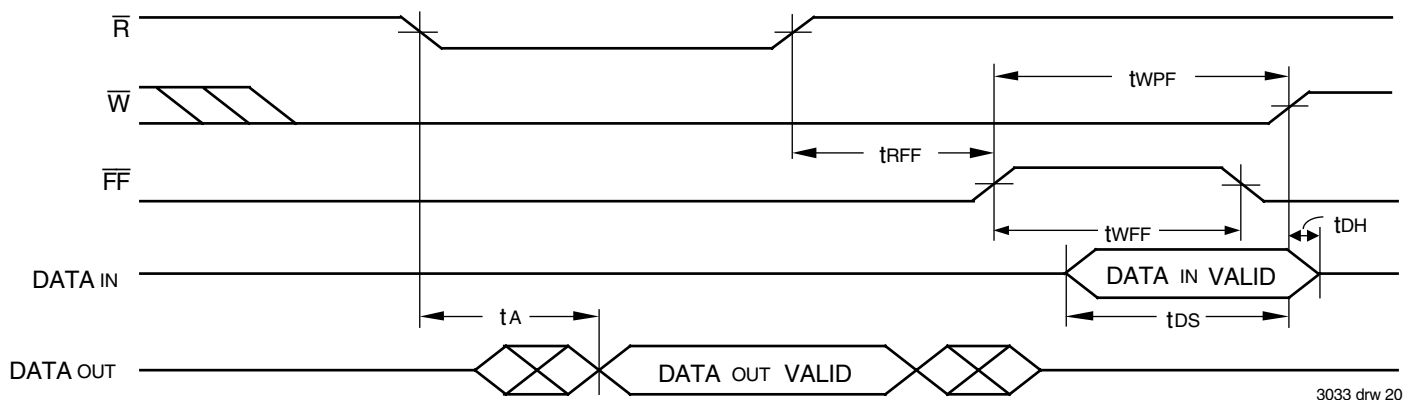 R̅
tWPF
W̅
tRFF
F̅F̅
tDH
tWFF
DATA IN
DATA IN VALID
tA
tDS
DATA OUT
DATA OUT VALID
3033 drw 20